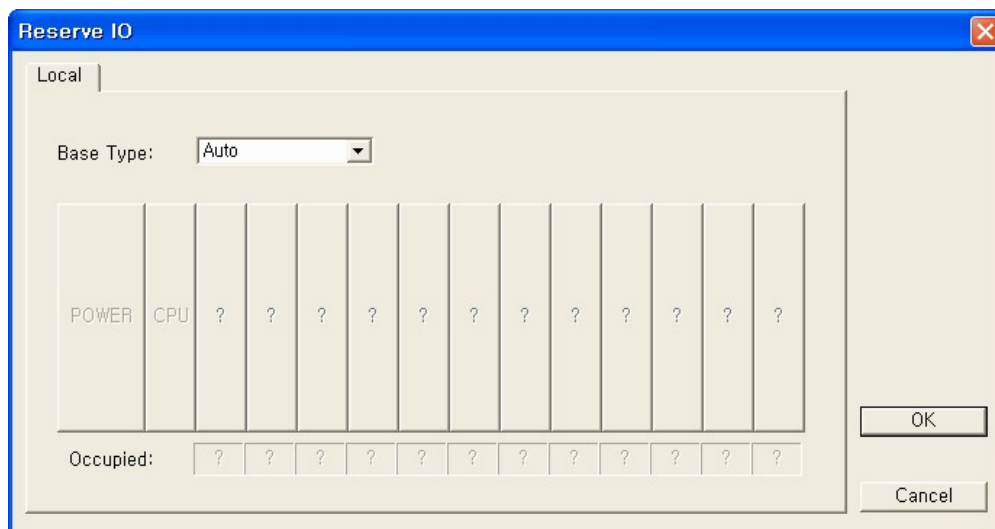 Reserve IO
Local
Base Type: Auto
POWER CPU ? ? ? ? ? ? ? ? ? ? ? ?
Occupied: ? ? ? ? ? ? ? ? ? ? ? ?
OK
Cancel